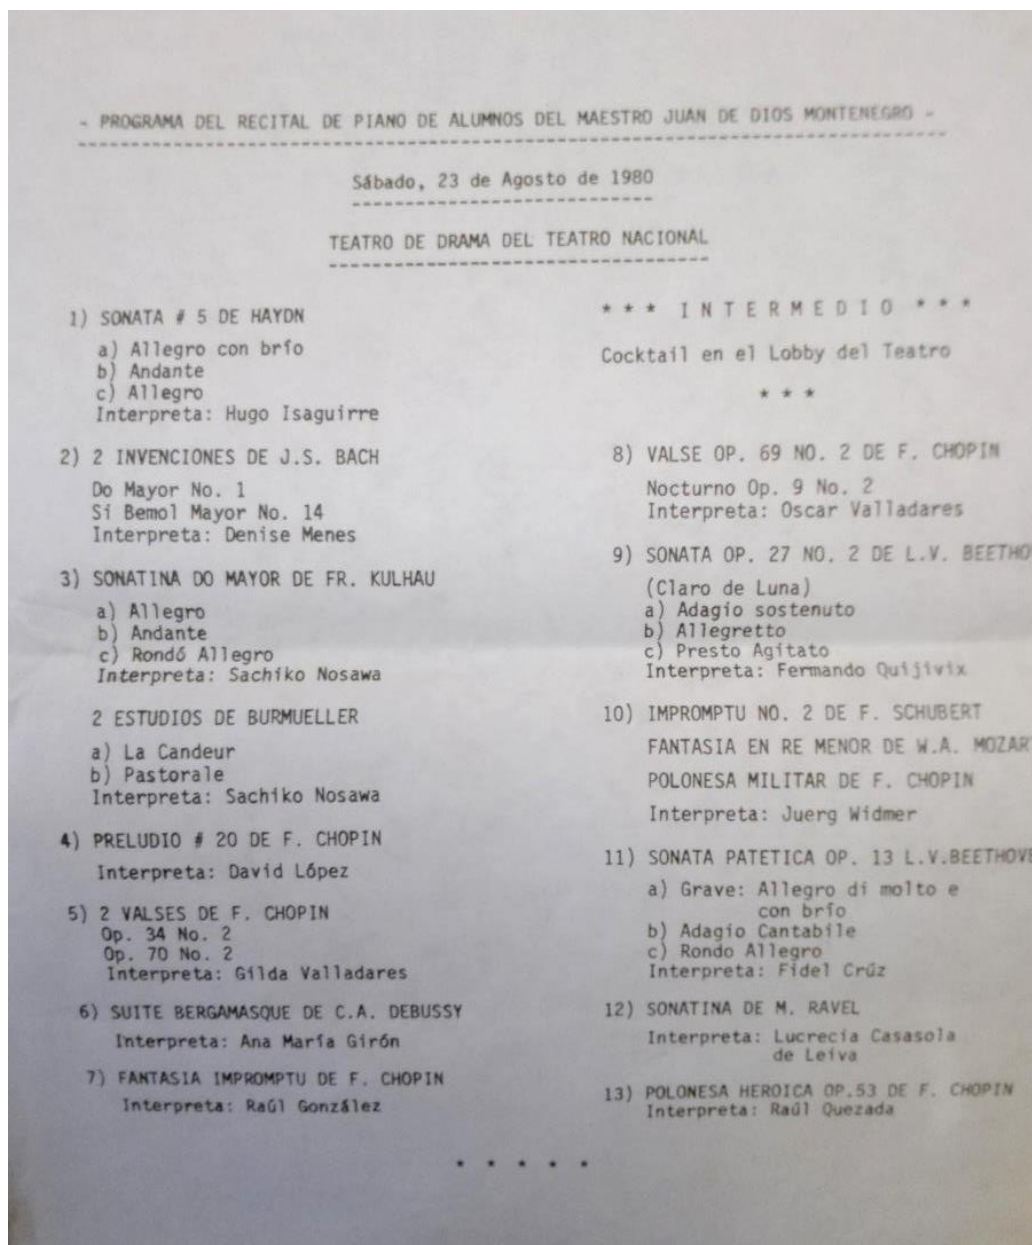 - PROGRAMA DEL RECITAL DE PIANO DE ALUMNOS DEL MAESTRO JUAN DE DIOS MONTENEGRO -
Sábado, 23 de Agosto de 1980
TEATRO DE DRAMA DEL TEATRO NACIONAL
1) SONATA # 5 DE HAYDN
a) Allegro con brío
b) Andante
c) Allegro
Interpreta: Hugo Isaguirre
2) 2 INVENCIONES DE J.S. BACH
Do Mayor No. 1
Si Bemol Mayor No. 14
Interpreta: Denise Menes
3) SONATINA DO MAYOR DE FR. KULHAU
a) Allegro
b) Andante
c) Rondó Allegro
Interpreta: Sachiko Nosawa
2 ESTUDIOS DE BURMUELLER
a) La Candeur
b) Pastorale
Interpreta: Sachiko Nosawa
4) PRELUDIO # 20 DE F. CHOPIN
Interpreta: David López
5) 2 VALSES DE F. CHOPIN
Op. 34 No. 2
Op. 70 No. 2
Interpreta: Gilda Valladares
6) SUITE BERGAMASQUE DE C.A. DEBUSSY
Interpreta: Ana María Girón
7) FANTASIA IMPROMPTU DE F. CHOPIN
Interpreta: Raúl González
* * * I N T E R M E D I O * * *
Cocktail en el Lobby del Teatro
* * *
8) VALSE OP. 69 NO. 2 DE F. CHOPIN
Nocturno Op. 9 No. 2
Interpreta: Oscar Valladares
9) SONATA OP. 27 NO. 2 DE L.V. BEETHO
(Claro de Luna)
a) Adagio sostenuto
b) Allegretto
c) Presto Agitato
Interpreta: Fermando Quijivix
10) IMPROMPTU NO. 2 DE F. SCHUBERT
FANTASIA EN RE MENOR DE W.A. MOZAR
POLONESA MILITAR DE F. CHOPIN
Interpreta: Juerg Widmer
11) SONATA PATETICA OP. 13 L.V.BEETHOVE
a) Grave: Allegro di molto e
con brío
b) Adagio Cantabile
c) Rondo Allegro
Interpreta: Fidel Crúz
12) SONATINA DE M. RAVEL
Interpreta: Lucrecia Casasola
de Leiva
13) POLONESA HEROICA OP.53 DE F. CHOPIN
Interpreta: Raúl Quezada
* * * * *